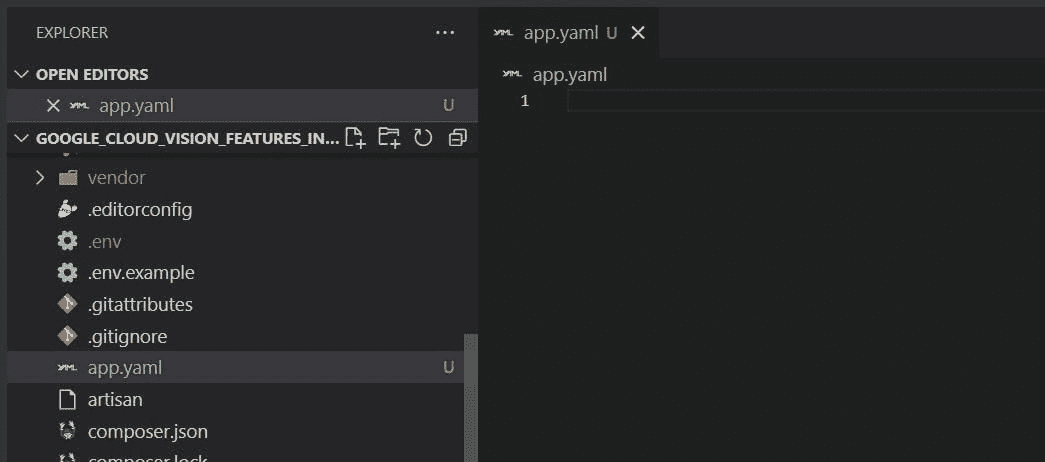 EXPLORER
...
OPEN EDITORS
app.yaml U
GOOGLE_CLOUD_VISION_FEATURES_IN...
vendor
.editorconfig
.env
.env.example
.gitattributes
.gitignore
app.yaml U
artisan
composer.json
composer.lock
app.yaml U
app.yaml
1